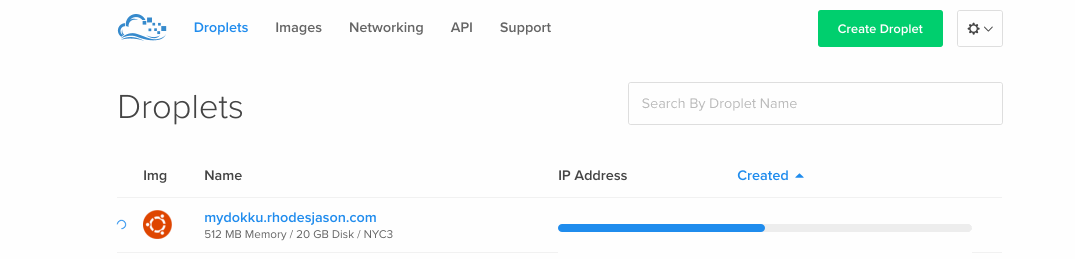 Droplets Images Networking API Support Create Droplet
Droplets Search By Droplet Name
Img Name IP Address Created
mydokku.rhodesjason.com
512 MB Memory / 20 GB Disk / NYC3